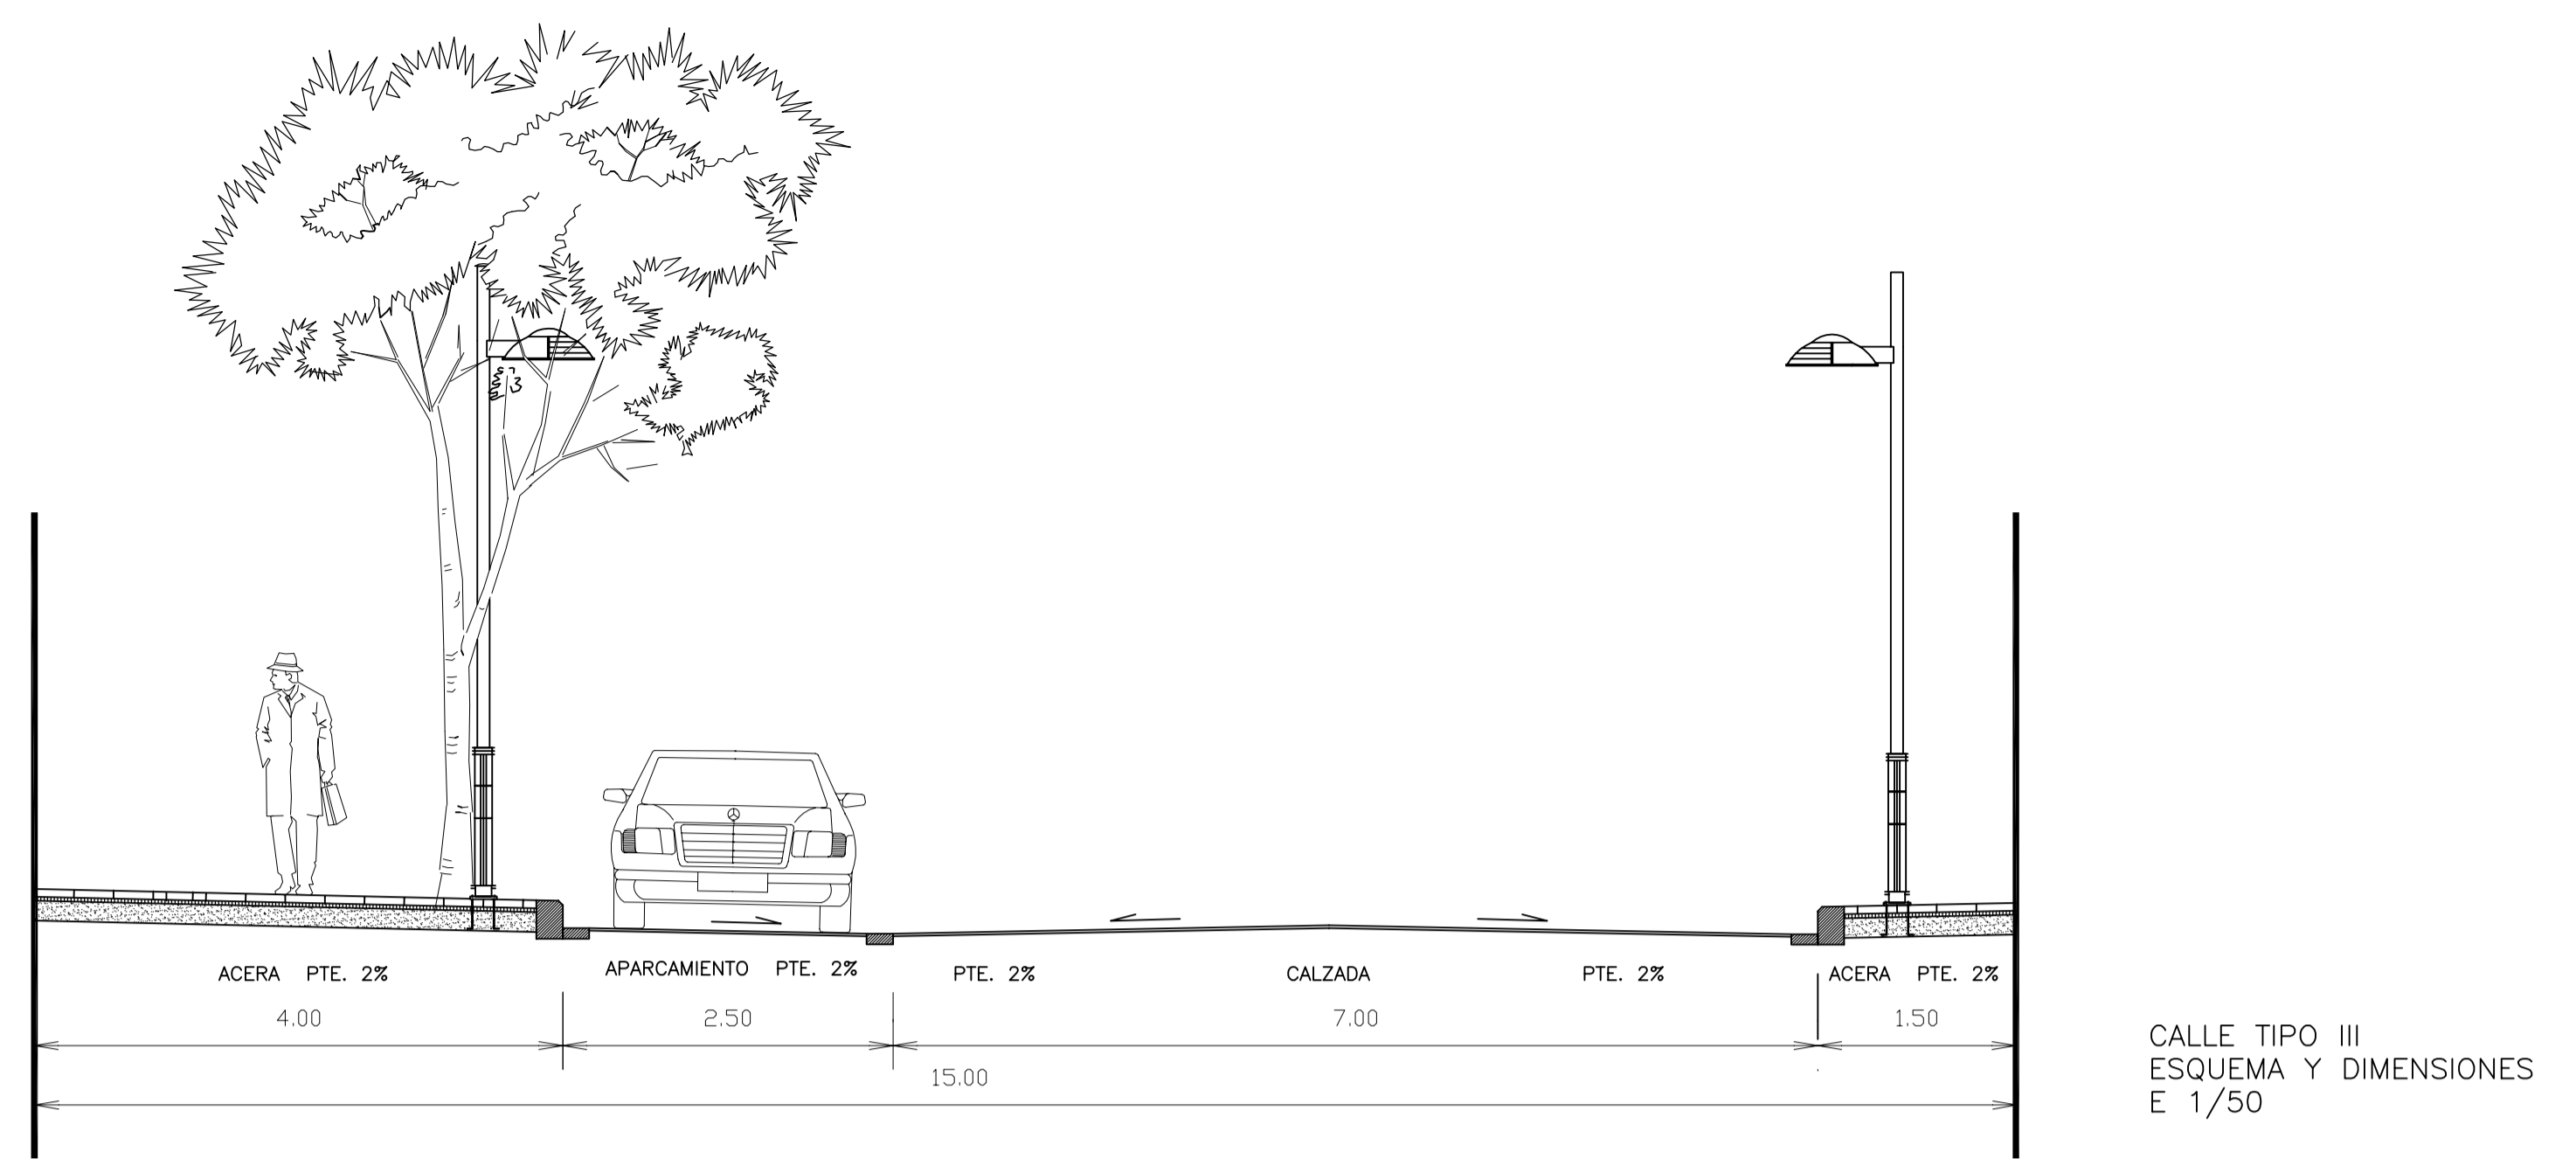 ACERA PTE. 2%
APARCAMIENTO PTE. 2%
PTE. 2%
CALZADA
PTE. 2%
ACERA PTE. 2%
4.00
2.50
7.00
1.50
15.00
CALLE TIPO III
ESQUEMA Y DIMENSIONES
E 1/50